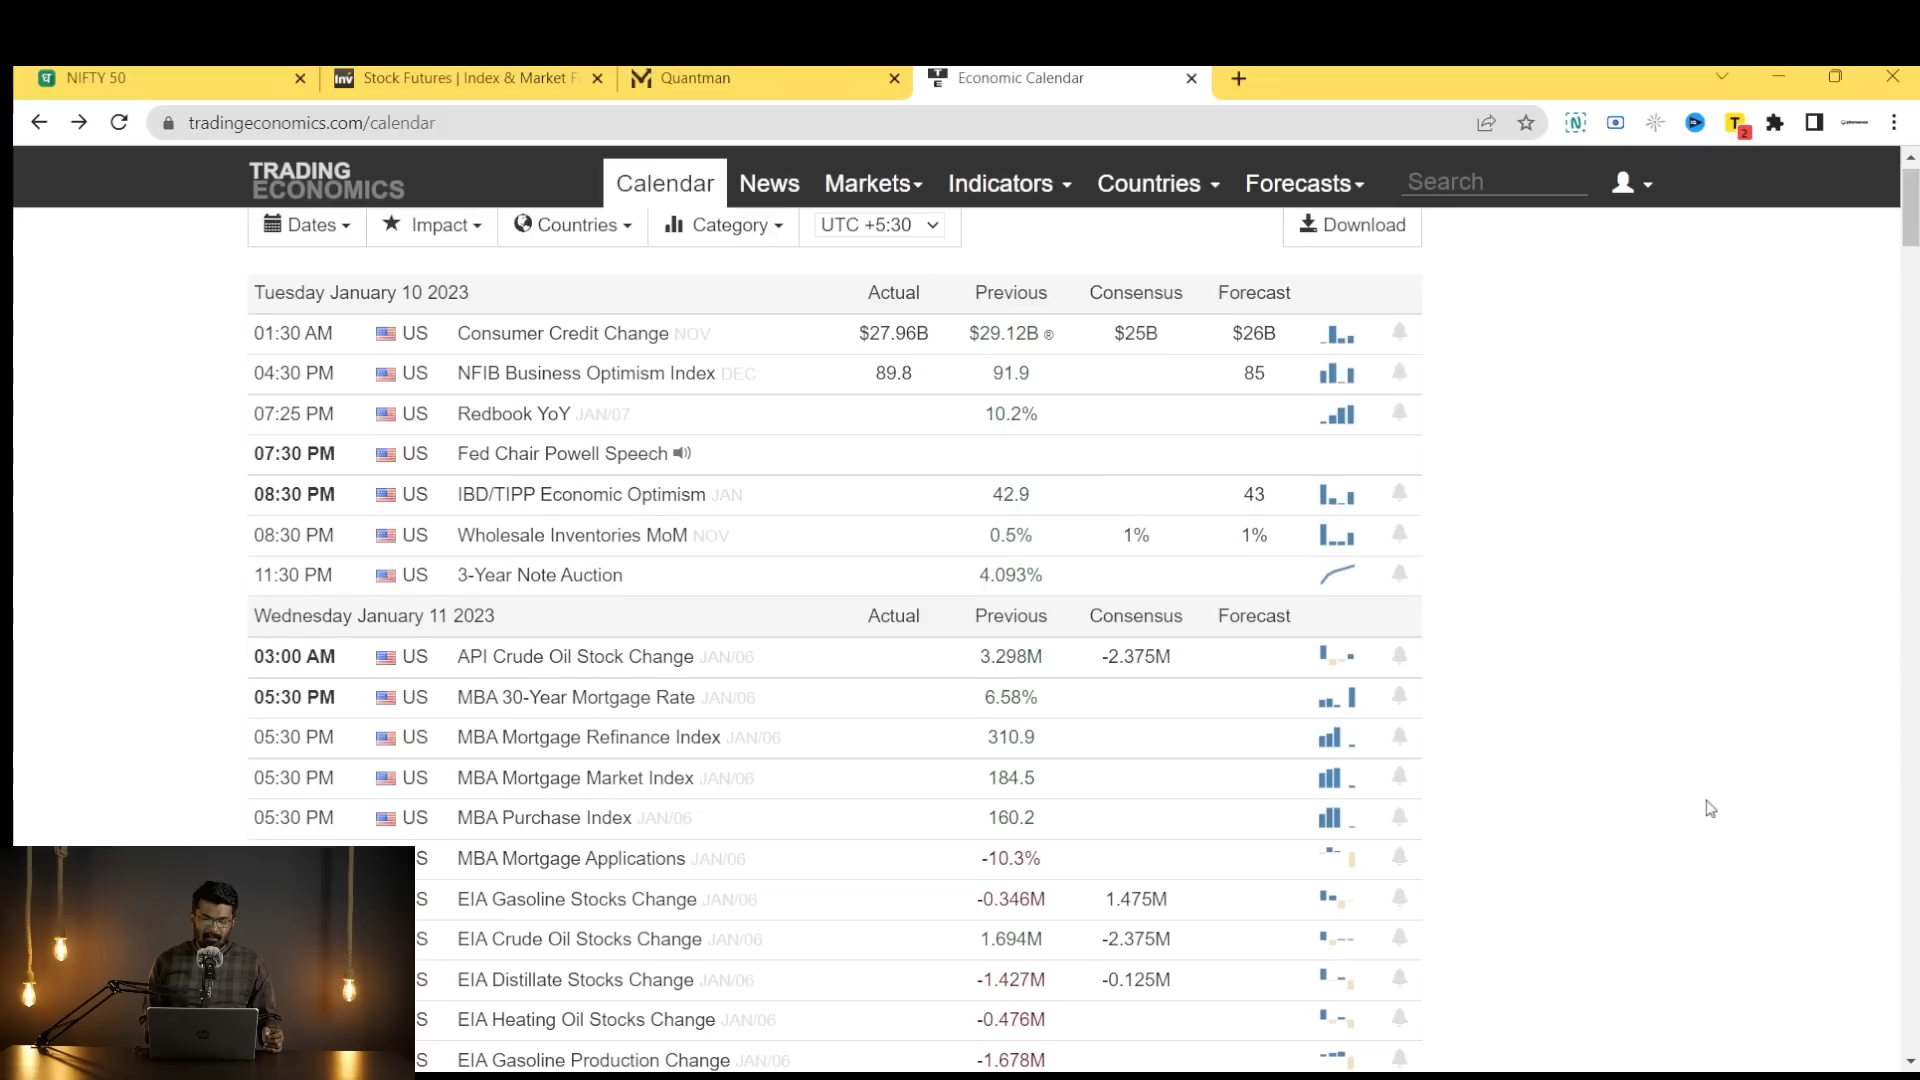 NIFTY 50
Inv Stock Futures | Index & Market F
Quantman
TE Economic Calendar
tradingeconomics.com/calendar
T 2
TRADING
ECONOMICS
Calendar News Markets Indicators Countries Forecasts Search
Dates Impact Countries Category UTC +5:30 Download
Tuesday January 10 2023 Actual Previous Consensus Forecast
01:30 AM US Consumer Credit Change NOV $27.96B $29.12B ® $25B $26B
04:30 PM US NFIB Business Optimism Index DEC 89.8 91.9 85
07:25 PM US Redbook YoY JAN/07 10.2%
07:30 PM US Fed Chair Powell Speech
08:30 PM US IBD/TIPP Economic Optimism JAN 42.9 43
08:30 PM US Wholesale Inventories MoM NOV 0.5% 1% 1%
11:30 PM US 3-Year Note Auction 4.093%
Wednesday January 11 2023 Actual Previous Consensus Forecast
03:00 AM US API Crude Oil Stock Change JAN/06 3.298M -2.375M
05:30 PM US MBA 30-Year Mortgage Rate JAN/06 6.58%
05:30 PM US MBA Mortgage Refinance Index JAN/06 310.9
05:30 PM US MBA Mortgage Market Index JAN/06 184.5
05:30 PM US MBA Purchase Index JAN/06 160.2
S MBA Mortgage Applications JAN/06 -10.3%
S EIA Gasoline Stocks Change JAN/06 -0.346M 1.475M
S EIA Crude Oil Stocks Change JAN/06 1.694M -2.375M
S EIA Distillate Stocks Change JAN/06 -1.427M -0.125M
S EIA Heating Oil Stocks Change JAN/06 -0.476M
S EIA Gasoline Production Change JAN/06 -1.678M